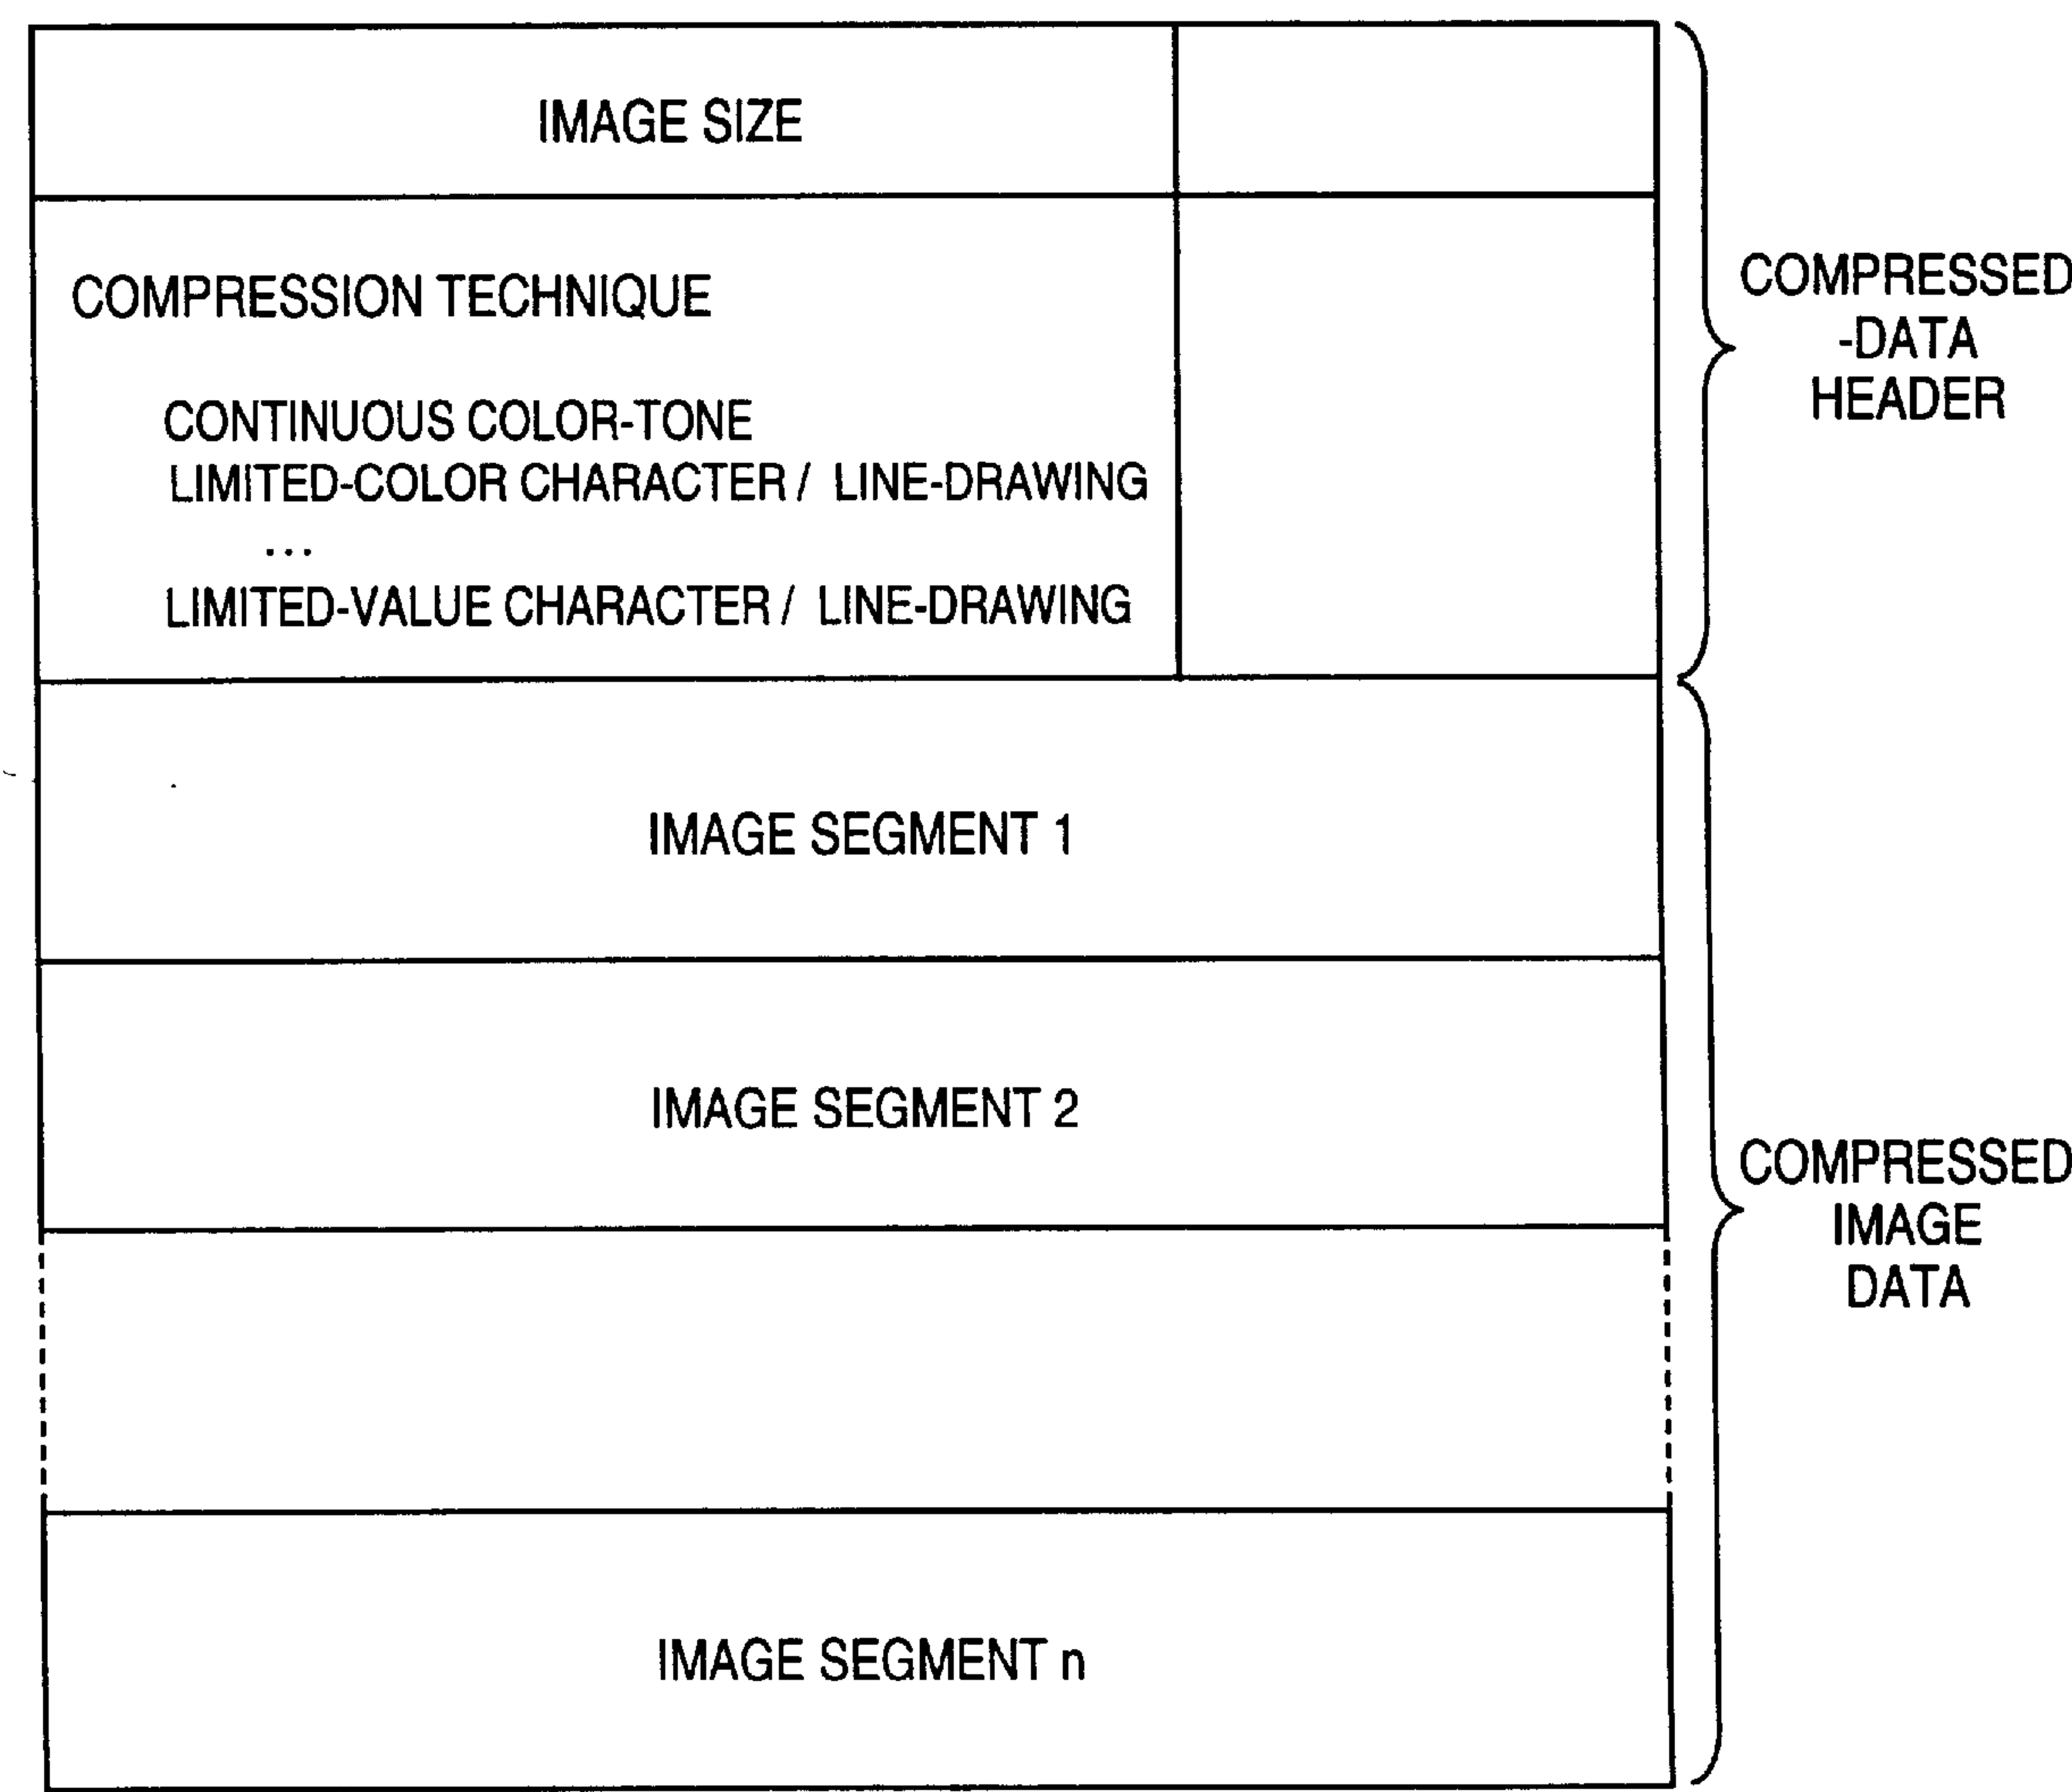 IMAGE SIZE
COMPRESSION TECHNIQUE
CONTINUOUS COLOR-TONE
LIMITED-COLOR CHARACTER / LINE-DRAWING
...
LIMITED-VALUE CHARACTER / LINE-DRAWING
COMPRESSED
-DATA
HEADER
IMAGE SEGMENT 1
IMAGE SEGMENT 2
COMPRESSED
IMAGE
DATA
IMAGE SEGMENT n